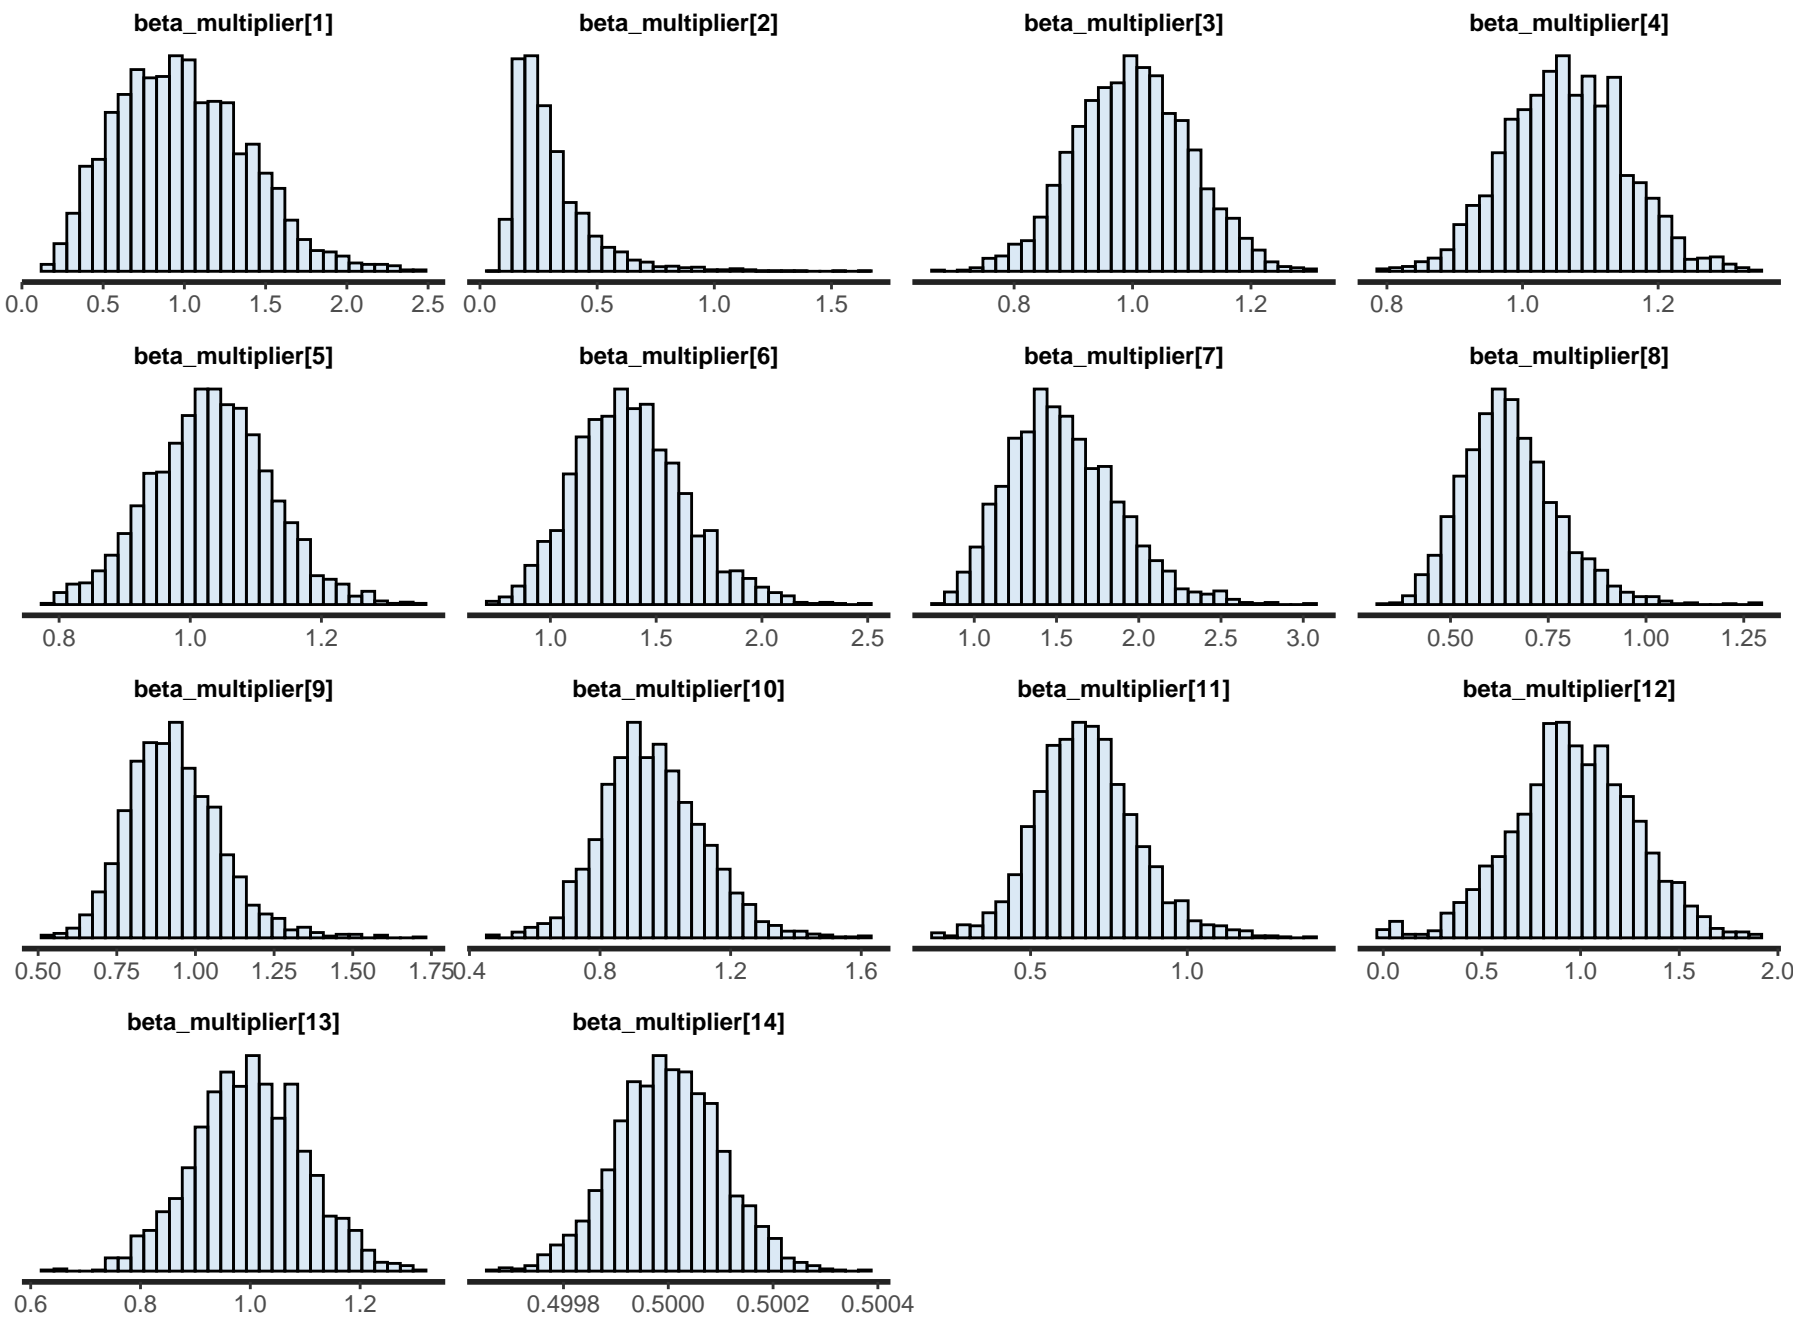 beta_multiplier[1] beta_multiplier[2] beta_multiplier[3] beta_multiplier[4]
0.0 0.5 1.0 1.5 2.0 2.5 0.0 0.5 1.0 1.5 0.8 1.0 1.2 0.8 1.0 1.2
beta_multiplier[5] beta_multiplier[6] beta_multiplier[7] beta_multiplier[8]
0.8 1.0 1.2 1.0 1.5 2.0 2.5 1.0 1.5 2.0 2.5 3.0 0.50 0.75 1.00 1.25
beta_multiplier[9] beta_multiplier[10] beta_multiplier[11] beta_multiplier[12]
0.50 0.75 1.00 1.25 1.50 1.75 0.4 0.8 1.2 1.6 0.5 1.0 0.0 0.5 1.0 1.5 2.0
beta_multiplier[13] beta_multiplier[14]
0.6 0.8 1.0 1.2 0.4998 0.5000 0.5002 0.5004